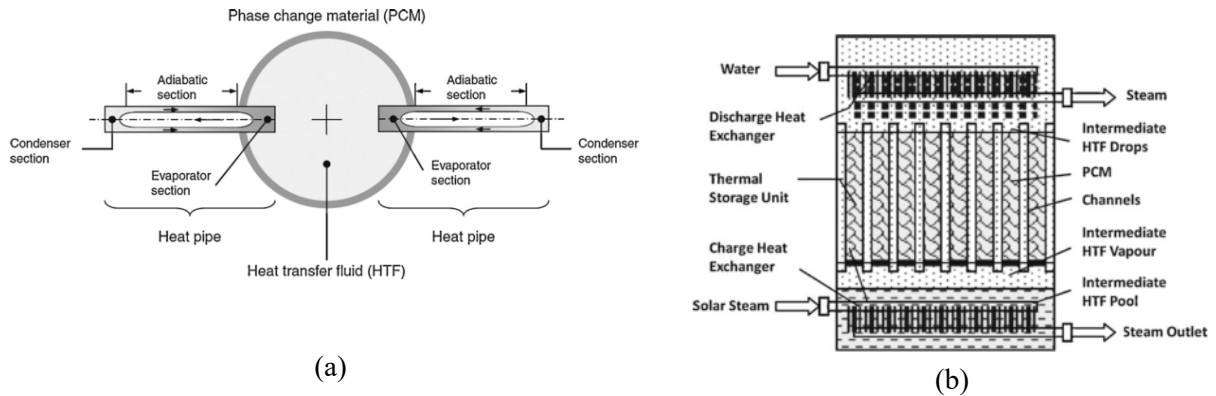 Phase change material (PCM)
Adiabatic
section
Adiabatic
section
Condenser
section
Condenser
section
Evaporator
section
Evaporator
section
Heat pipe
Heat pipe
Heat transfer fluid (HTF)
(a)
Water
Steam
Discharge Heat
Exchanger
Intermediate
HTF Drops
PCM
Thermal
Storage Unit
Channels
Intermediate
HTF Vapour
Charge Heat
Exchanger
Intermediate
HTF Pool
Solar Steam
Steam Outlet
(b)